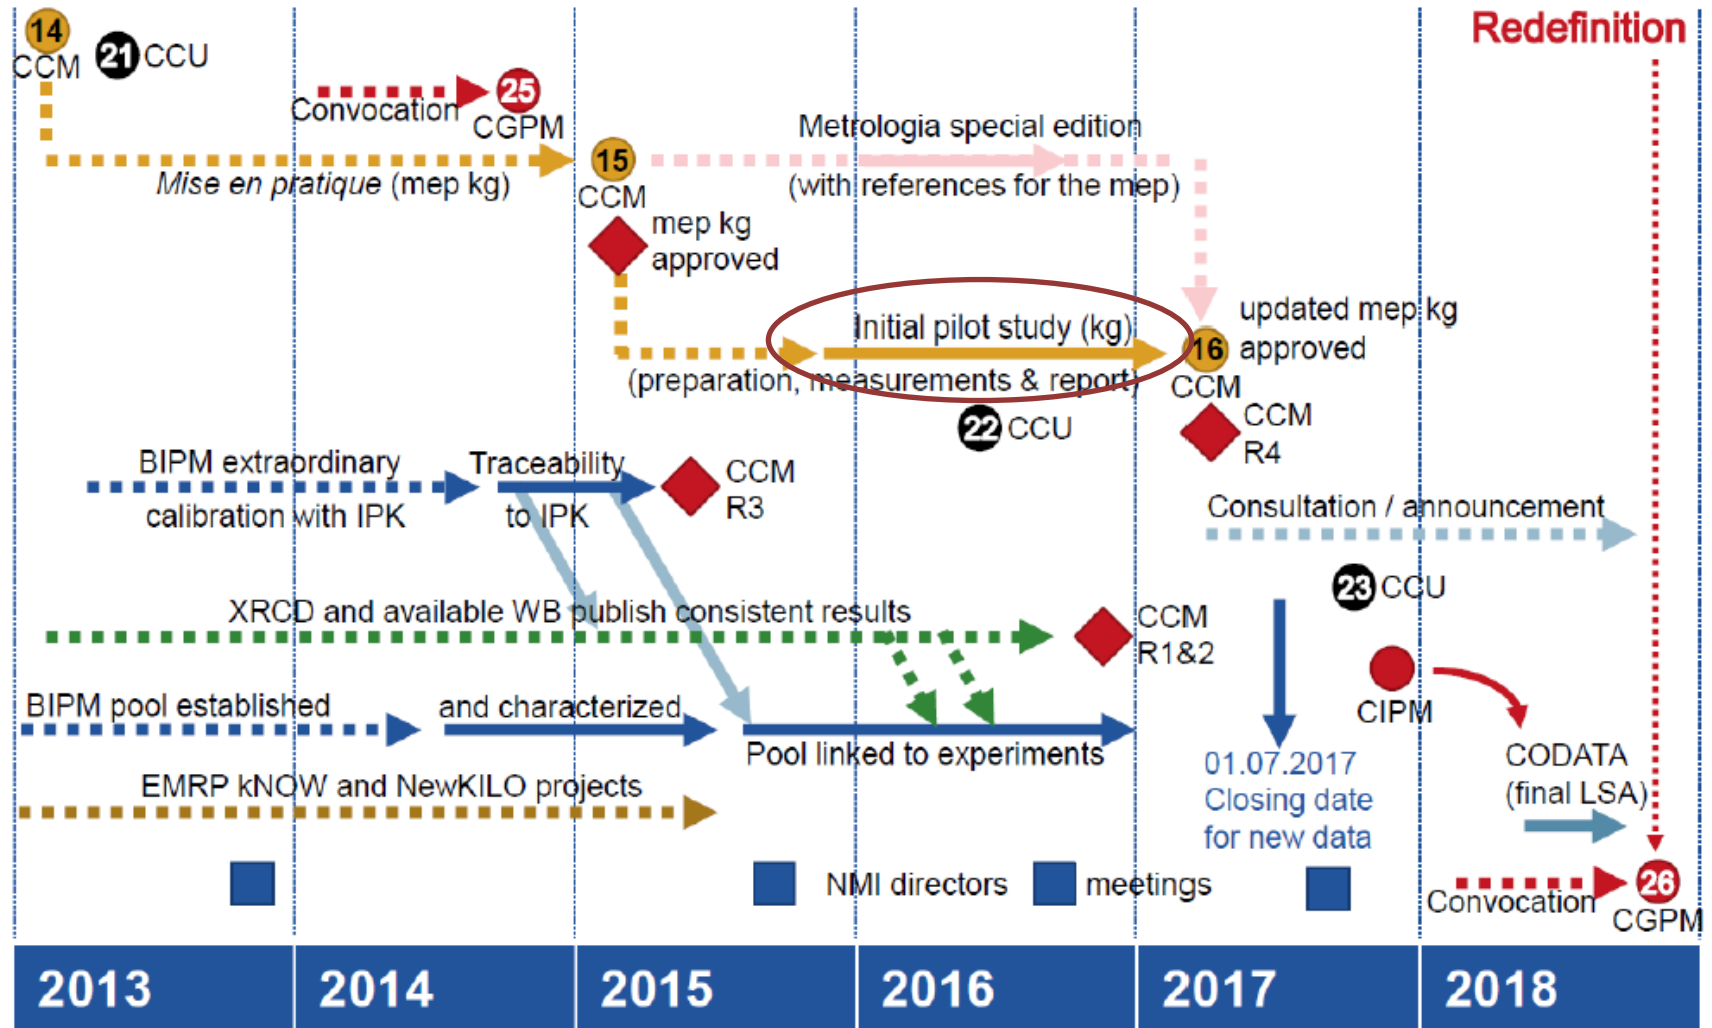 14
CCM
21 CCU
Redefinition
Convocation
25
CGPM
Mise en pratique (mep kg)
15
CCM
mep kg
approved
Metrologia special edition
(with references for the mep)
Initial pilot study (kg)
(preparation, measurements & report)
updated mep kg
approved
16
CCM
CCM
R4
22 CCU
BIPM extraordinary
calibration with IPK
Traceability
to IPK
CCM
R3
Consultation / announcement
23 CCU
XRCD and available WB publish consistent results
CCM
R1&2
CIPM
BIPM pool established
and characterized
Pool linked to experiments
01.07.2017
Closing date
for new data
CODATA
(final LSA)
EMRP kNOW and NewKILO projects
NMI directors meetings
Convocation
26
CGPM
2013 2014 2015 2016 2017 2018